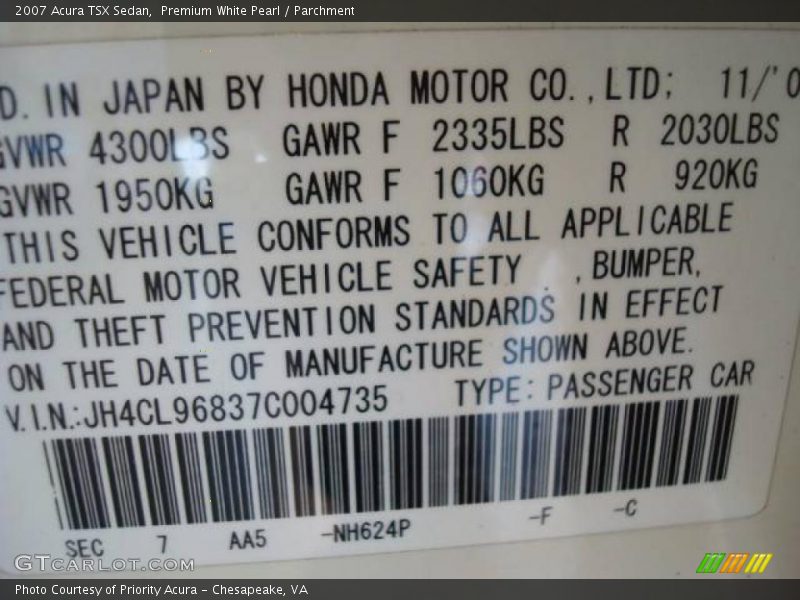 2007 Acura TSX Sedan,  Premium White Pearl / Parchment
D. IN JAPAN BY HONDA MOTOR CO.,LTD; 11/'0
GVWR 4300LBS GAWR F 2335LBS R 2030LBS
GVWR 1950KG GAWR F 1060KG R 920KG
THIS VEHICLE CONFORMS TO ALL APPLICABLE
FEDERAL MOTOR VEHICLE SAFETY , BUMPER,
AND THEFT PREVENTION STANDARDS IN EFFECT
ON THE DATE OF MANUFACTURE SHOWN ABOVE.
V.I.N.:JH4CL96837C004735 TYPE: PASSENGER CAR
SEC 7 AA5 -NH624P -F -C
GTCARLOT.COM
Photo Courtesy of Priority Acura - Chesapeake, VA